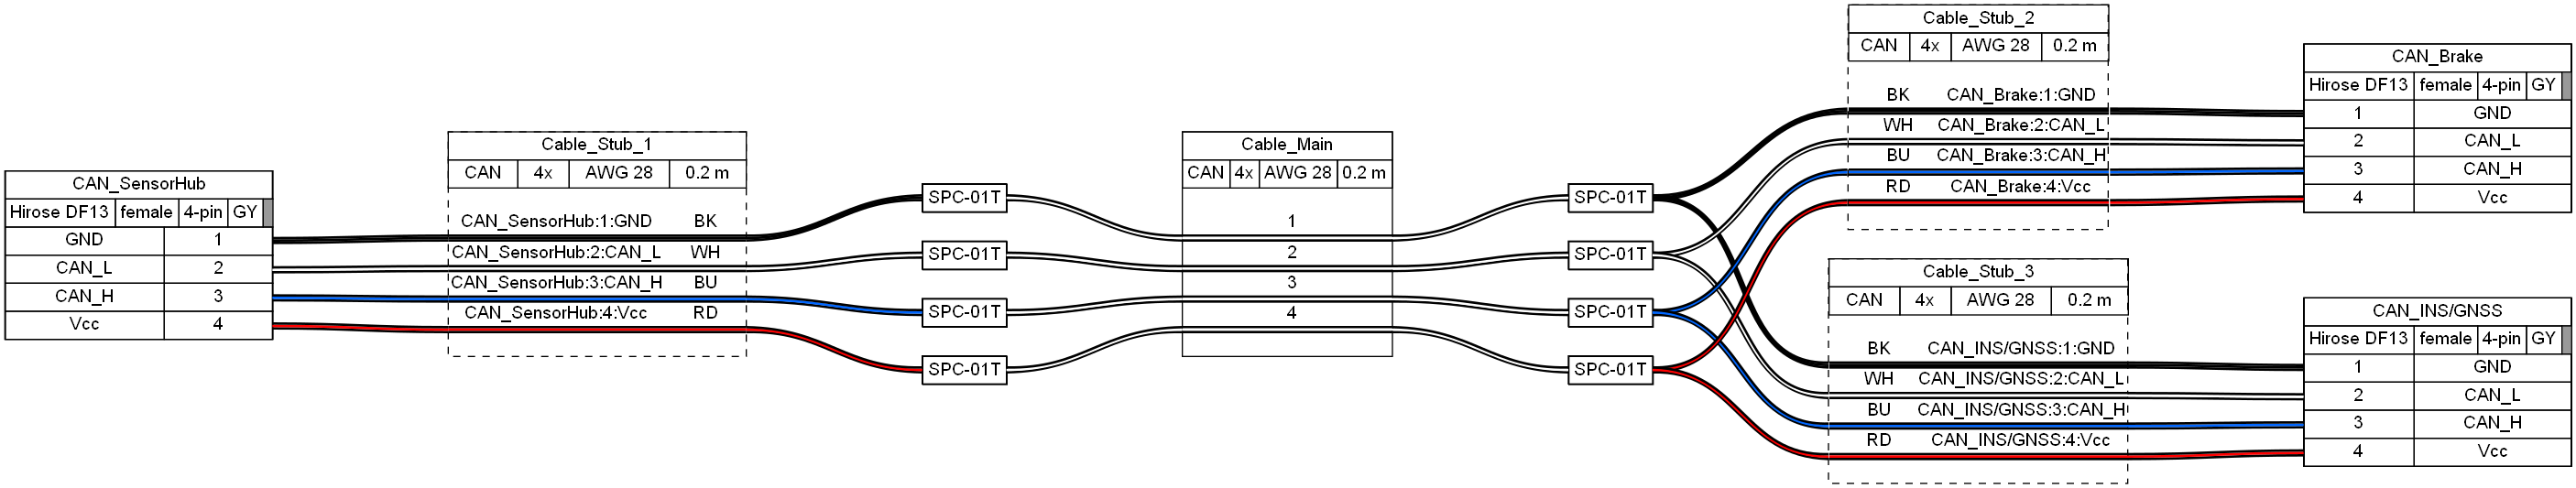 CAN_SensorHub
Hirose DF13 female 4-pin GY
GND 1
CAN_L 2
CAN_H 3
Vcc 4
Cable_Stub_1
CAN 4x AWG 28 0.2 m
CAN_SensorHub:1:GND BK
CAN_SensorHub:2:CAN_L WH
CAN_SensorHub:3:CAN_H BU
CAN_SensorHub:4:Vcc RD
SPC-01T
SPC-01T
SPC-01T
SPC-01T
Cable_Main
CAN 4x AWG 28 0.2 m
1
2
3
4
SPC-01T
SPC-01T
SPC-01T
SPC-01T
Cable_Stub_2
CAN 4x AWG 28 0.2 m
BK CAN_Brake:1:GND
WH CAN_Brake:2:CAN_L
BU CAN_Brake:3:CAN_H
RD CAN_Brake:4:Vcc
Cable_Stub_3
CAN 4x AWG 28 0.2 m
BK CAN_INS/GNSS:1:GND
WH CAN_INS/GNSS:2:CAN_L
BU CAN_INS/GNSS:3:CAN_H
RD CAN_INS/GNSS:4:Vcc
CAN_Brake
Hirose DF13 female 4-pin GY
1 GND
2 CAN_L
3 CAN_H
4 Vcc
CAN_INS/GNSS
Hirose DF13 female 4-pin GY
1 GND
2 CAN_L
3 CAN_H
4 Vcc